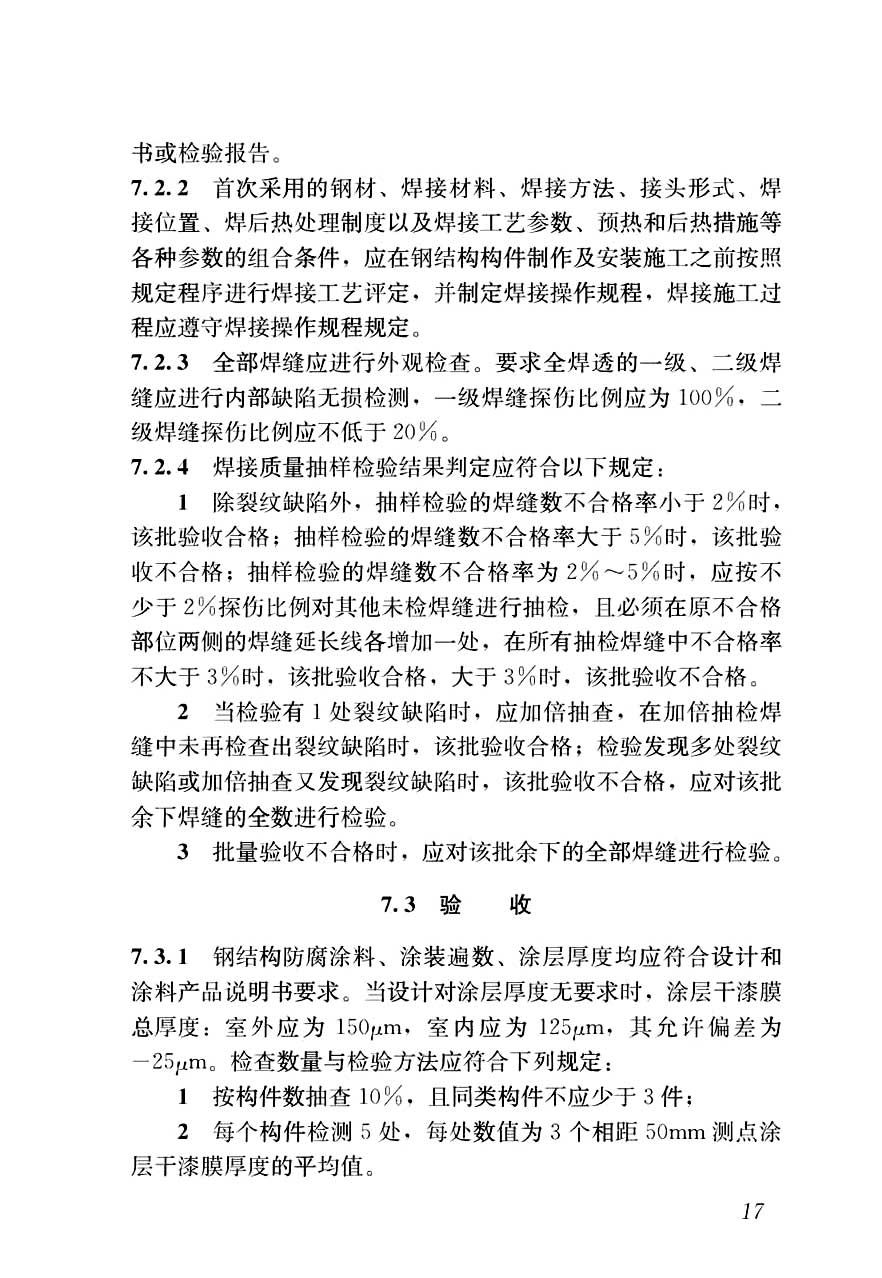 书或检验报告。
7.2.2 首次采用的钢材、焊接材料、焊接方法、接头形式、焊
接位置、焊后热处理制度以及焊接工艺参数、预热和后热措施等
各种参数的组合条件，应在钢结构构件制作及安装施工之前按照
规定程序进行焊接工艺评定，并制定焊接操作规程，焊接施工过
程应遵守焊接操作规程规定。
7.2.3 全部焊缝应进行外观检查。要求全焊透的一级、二级焊
缝应进行内部缺陷无损检测，一级焊缝探伤比例应为 100%，二
级焊缝探伤比例应不低于 20%。
7.2.4 焊接质量抽样检验结果判定应符合以下规定：
1 除裂纹缺陷外，抽样检验的焊缝数不合格率小于 2%时，
该批验收合格；抽样检验的焊缝数不合格率大于 5%时，该批验
收不合格；抽样检验的焊缝数不合格率为 2%～5%时，应按不
少于 2%探伤比例对其他未检焊缝进行抽检，且必须在原不合格
部位两侧的焊缝延长线各增加一处，在所有抽检焊缝中不合格率
不大于 3%时，该批验收合格，大于 3%时，该批验收不合格。
2 当检验有 1 处裂纹缺陷时，应加倍抽查，在加倍抽检焊
缝中未再检查出裂纹缺陷时，该批验收合格；检验发现多处裂纹
缺陷或加倍抽查又发现裂纹缺陷时，该批验收不合格，应对该批
余下焊缝的全数进行检验。
3 批量验收不合格时，应对该批余下的全部焊缝进行检验。
7.3 验 收
7.3.1 钢结构防腐涂料、涂装遍数、涂层厚度均应符合设计和
涂料产品说明书要求。当设计对涂层厚度无要求时，涂层干漆膜
总厚度：室外应为 150μm，室内应为 125μm，其允许偏差为
－25μm。检查数量与检验方法应符合下列规定：
1 按构件数抽查 10%，且同类构件不应少于 3 件；
2 每个构件检测 5 处，每处数值为 3 个相距 50mm 测点涂
层干漆膜厚度的平均值。
17